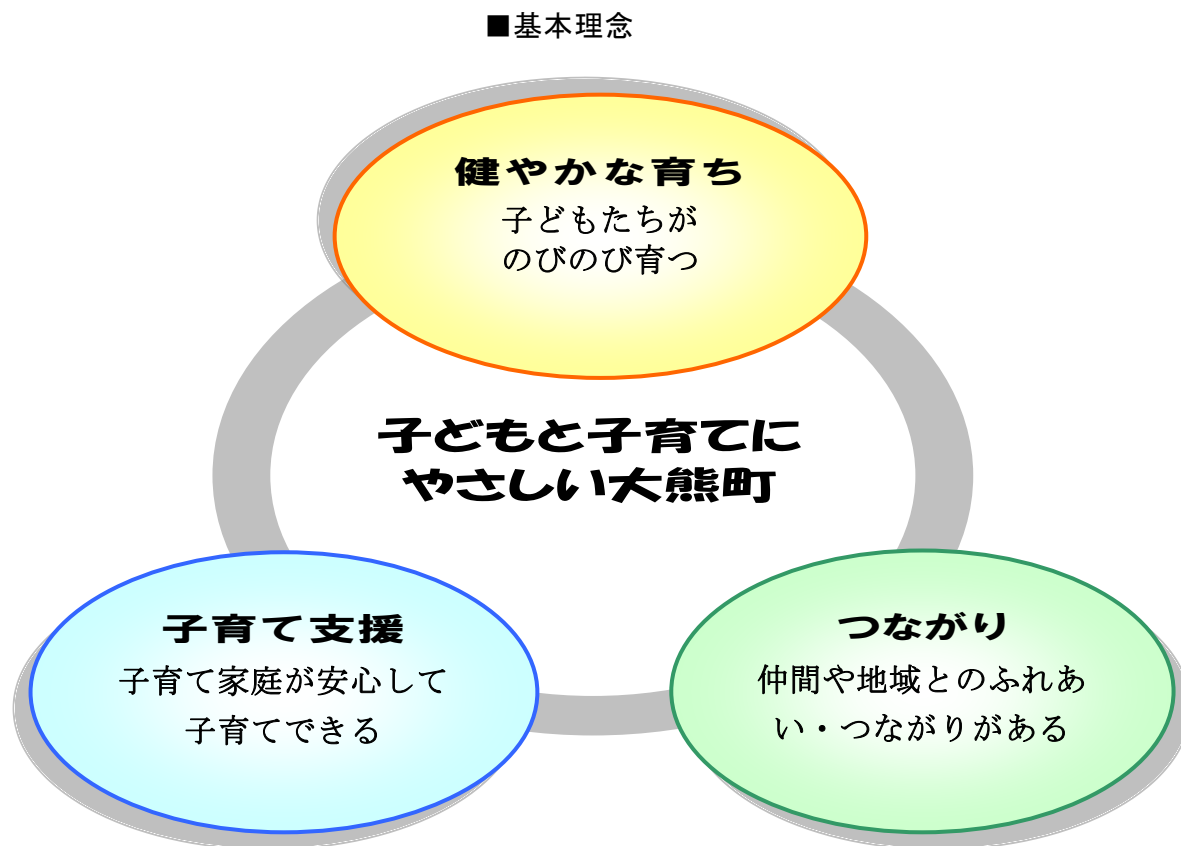 ■基本理念
健やかな育ち
子どもたちが
のびのび育つ
子どもと子育てに
やさしい大熊町
子育て支援
子育て家庭が安心して
子育てできる
つながり
仲間や地域とのふれあ
い・つながりがある